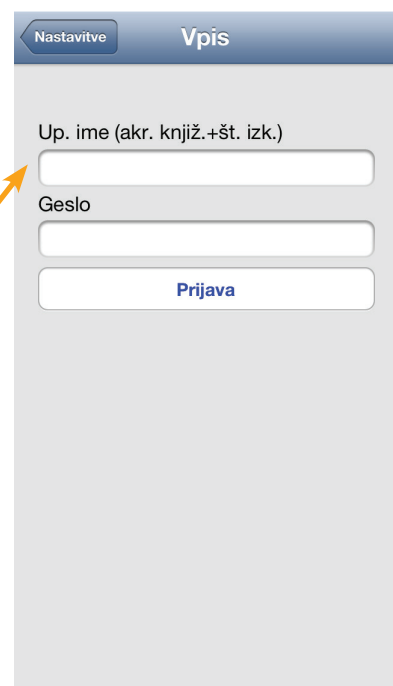 Nastavitve
Vpis
Up. ime (akr. knjiž.+št. izk.)
Geslo
Prijava